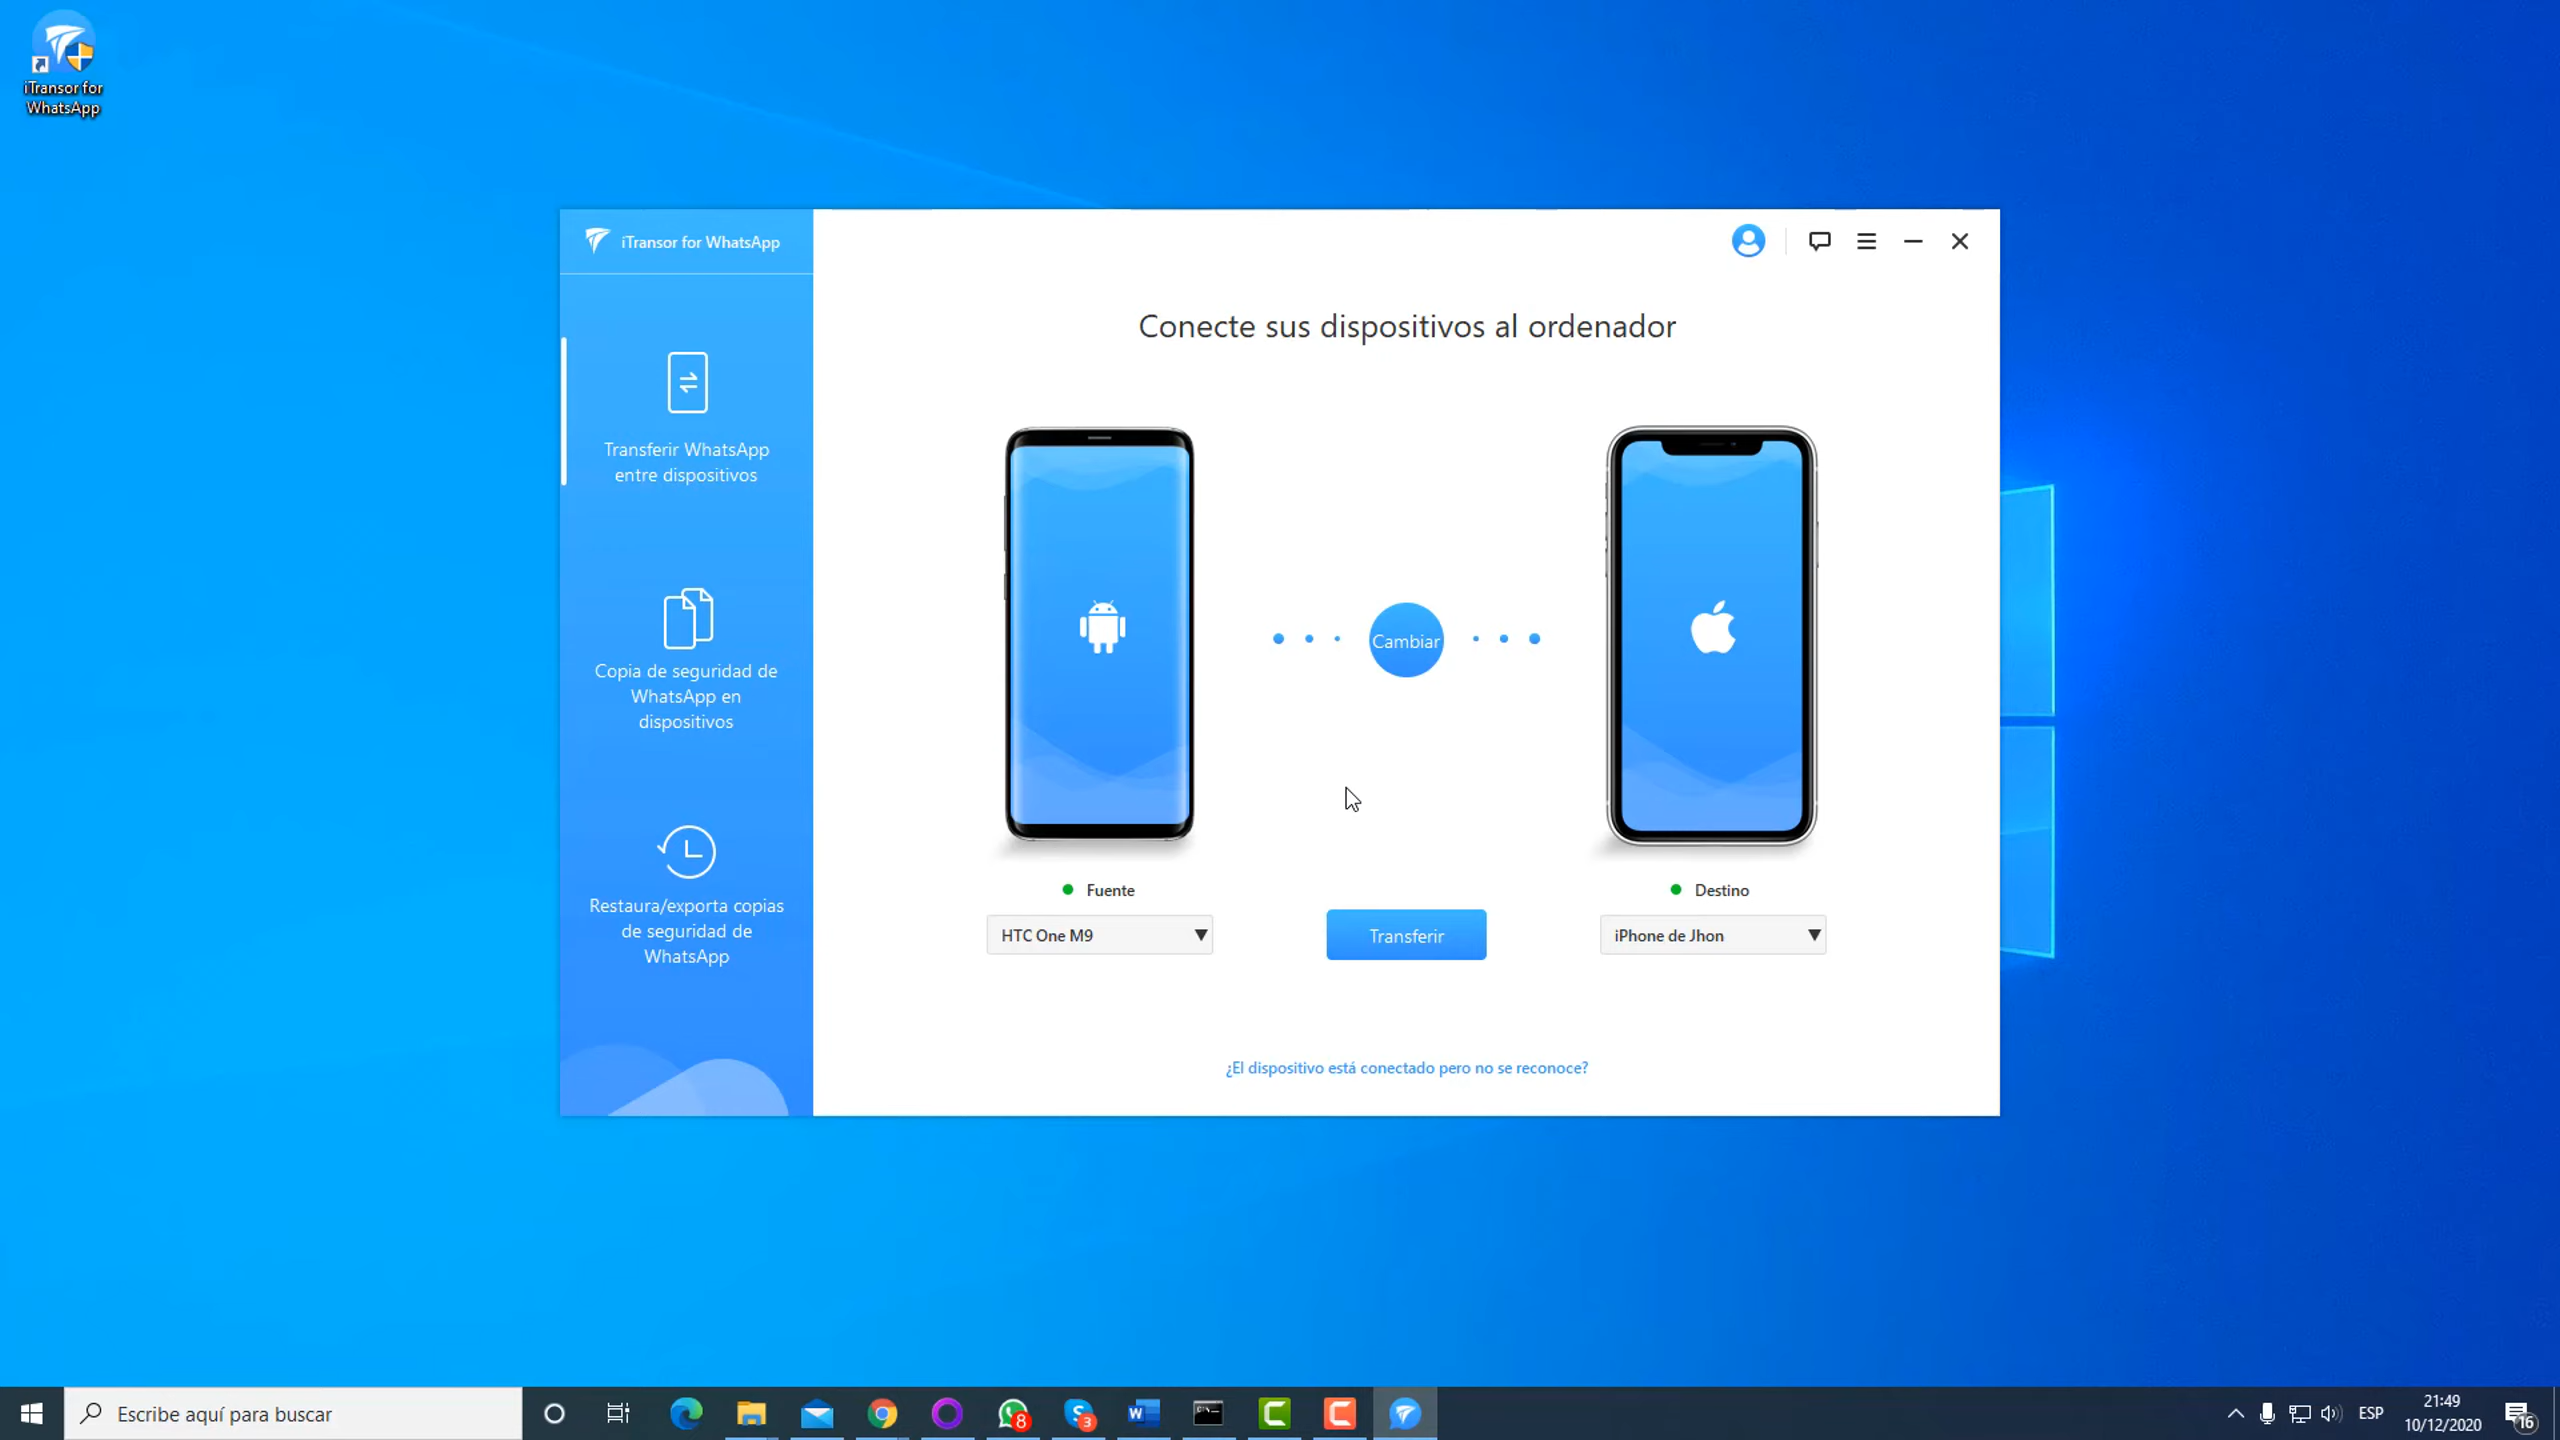 iTransor for
WhatsApp
iTransor for WhatsApp
Conecte sus dispositivos al ordenador
Transferir WhatsApp
entre dispositivos
Cambiar
Copia de seguridad de
WhatsApp en
dispositivos
Restaura/exporta copias
de seguridad de
WhatsApp
Fuente
HTC One M9
Transferir
Destino
iPhone de Jhon
¿El dispositivo está conectado pero no se reconoce?
Escribe aquí para buscar
8
3
ESP
21:49
10/12/2020
16